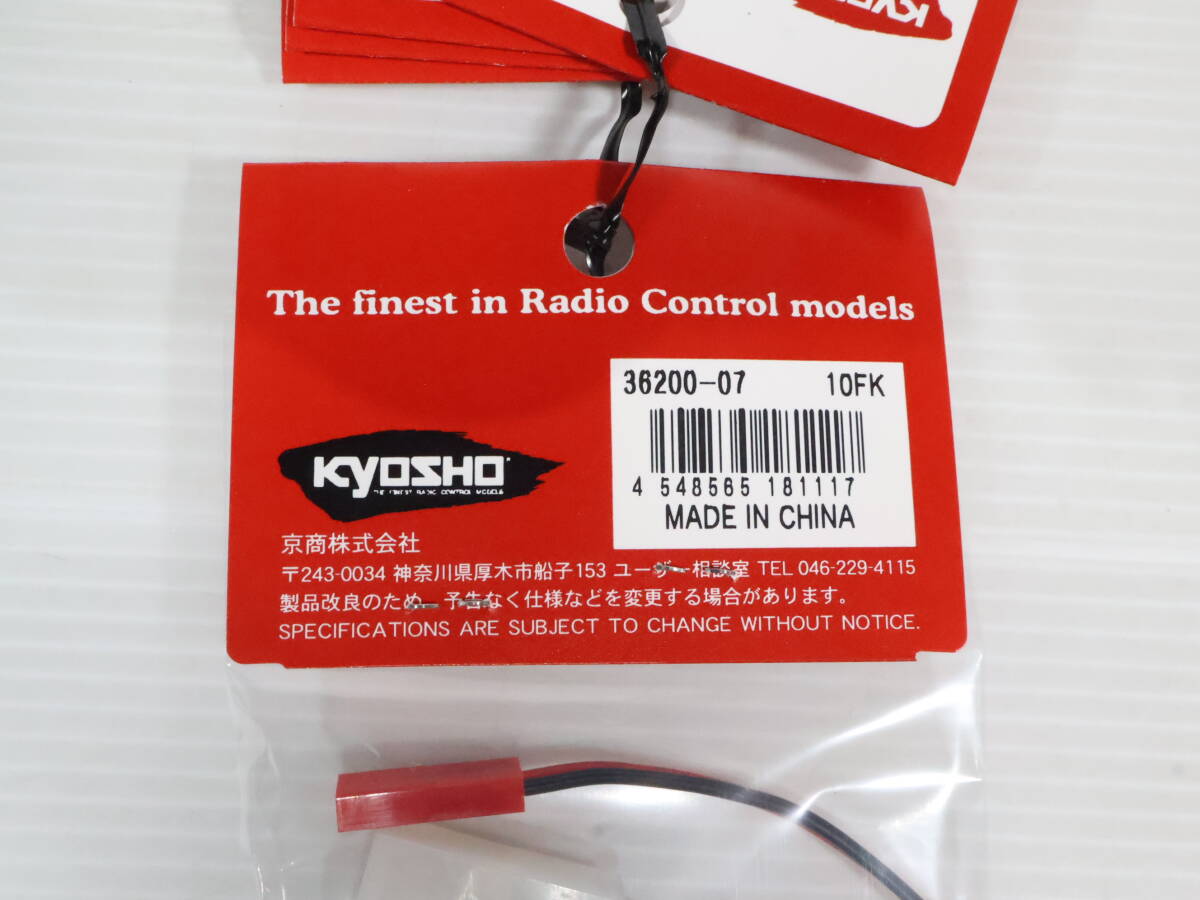 KYO
The finest in Radio Control models
36200-07 10FK
4 548565 181117
MADE IN CHINA
KYOSHO
THE FINEST RADIO CONTROL MODELS
京商株式会社
〒243-0034 神奈川県厚木市船子153 ユーザー相談室 TEL 046-229-4115
製品改良のため、予告なく仕様などを変更する場合があります。
SPECIFICATIONS ARE SUBJECT TO CHANGE WITHOUT NOTICE.